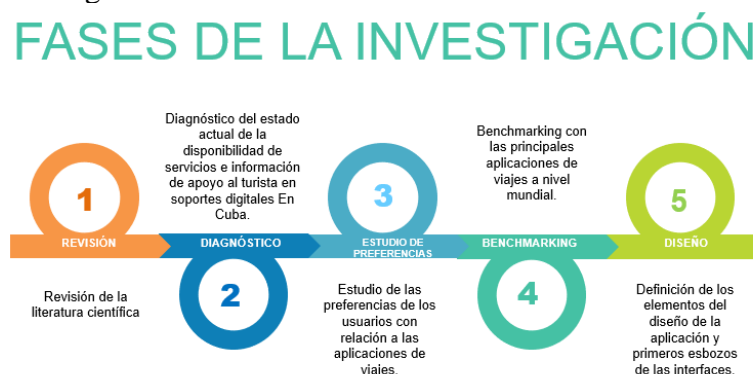 FASES DE LA INVESTIGACIÓN
1
REVISIÓN
Revisión de la
literatura científica
Diagnóstico del estado
actual de la
disponibilidad de
servicios e información
de apoyo al turista en
soportes digitales En
Cuba.
DIAGNÓSTICO
2
3
ESTUDIO DE
PREFERENCIAS
Estudio de las
preferencias de los
usuarios con
relación a las
aplicaciones de
viajes.
Benchmarking con
las principales
aplicaciones de
viajes a nivel
mundial.
BENCHMARKING
4
5
DISEÑO
Definición de los
elementos del
diseño de la
aplicación y
primeros esbozos
de las interfaces.